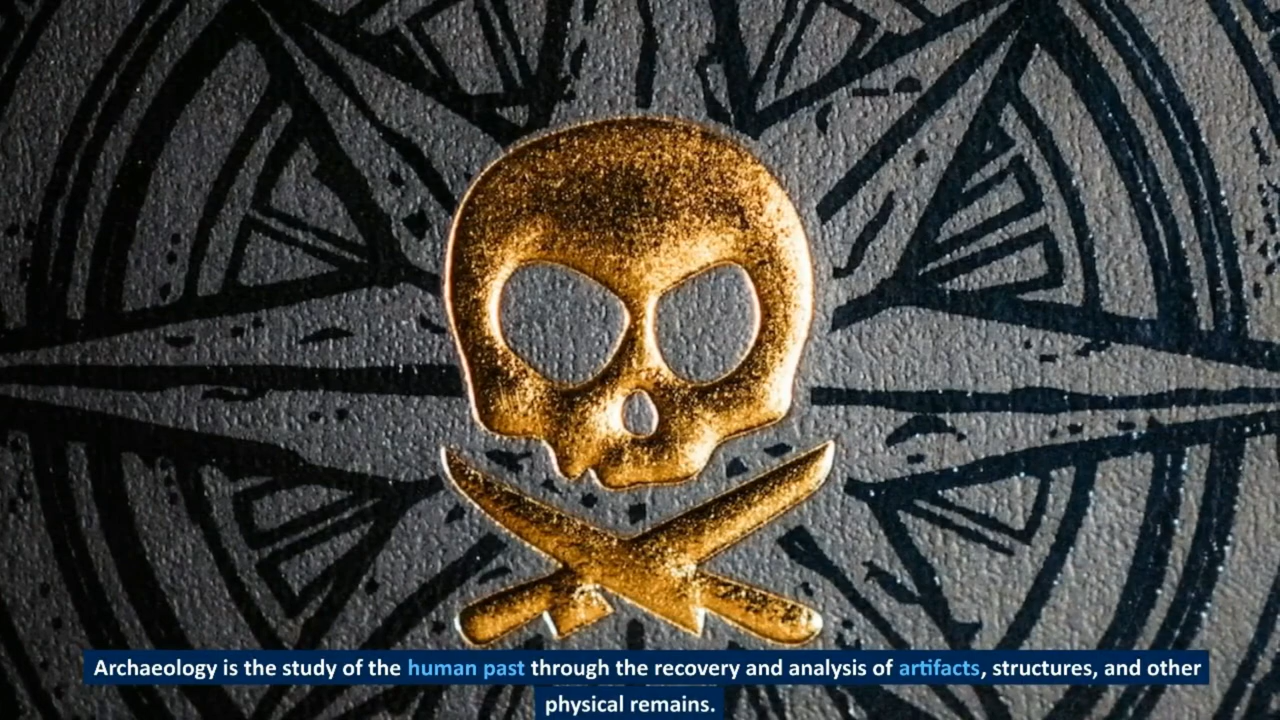 Archaeology is the study of the human past through the recovery and analysis of artifacts, structures, and other
physical remains.